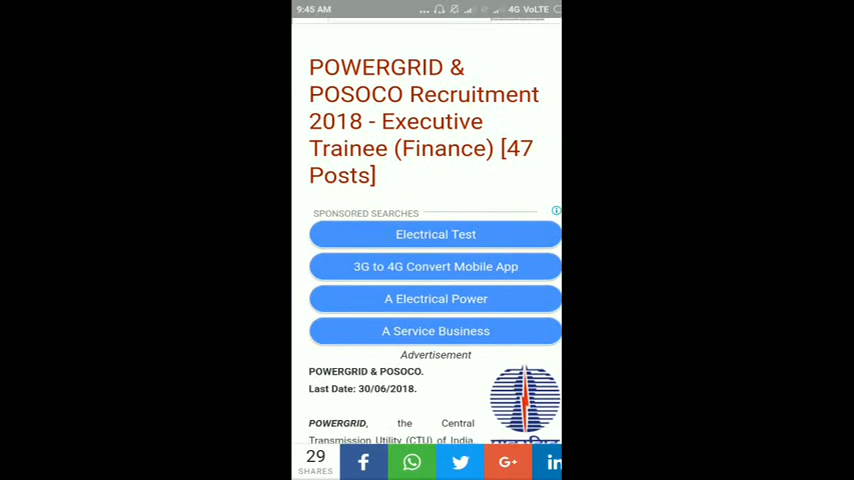 9:45 AM
4G VoLTE
POWERGRID &
POSOCO Recruitment
2018 - Executive
Trainee (Finance) [47
Posts]
SPONSORED SEARCHES
Electrical Test
3G to 4G Convert Mobile App
A Electrical Power
A Service Business
Advertisement
POWERGRID & POSOCO.
Last Date: 30/06/2018.
POWERGRID, the Central
Transmission Utility (CTU) of India
29
SHARES
f
G+
in